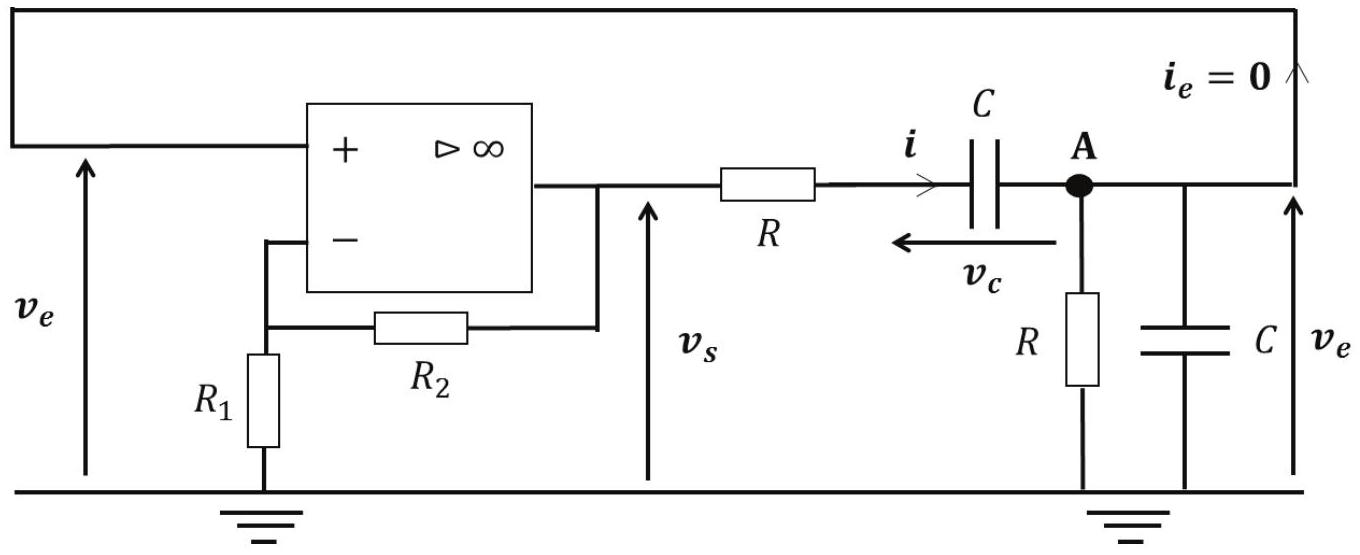 i_e = 0
C
+ ⊳ ∞
i
A
−
R
v_c
v_e
R_2
v_s
R
C
v_e
R_1